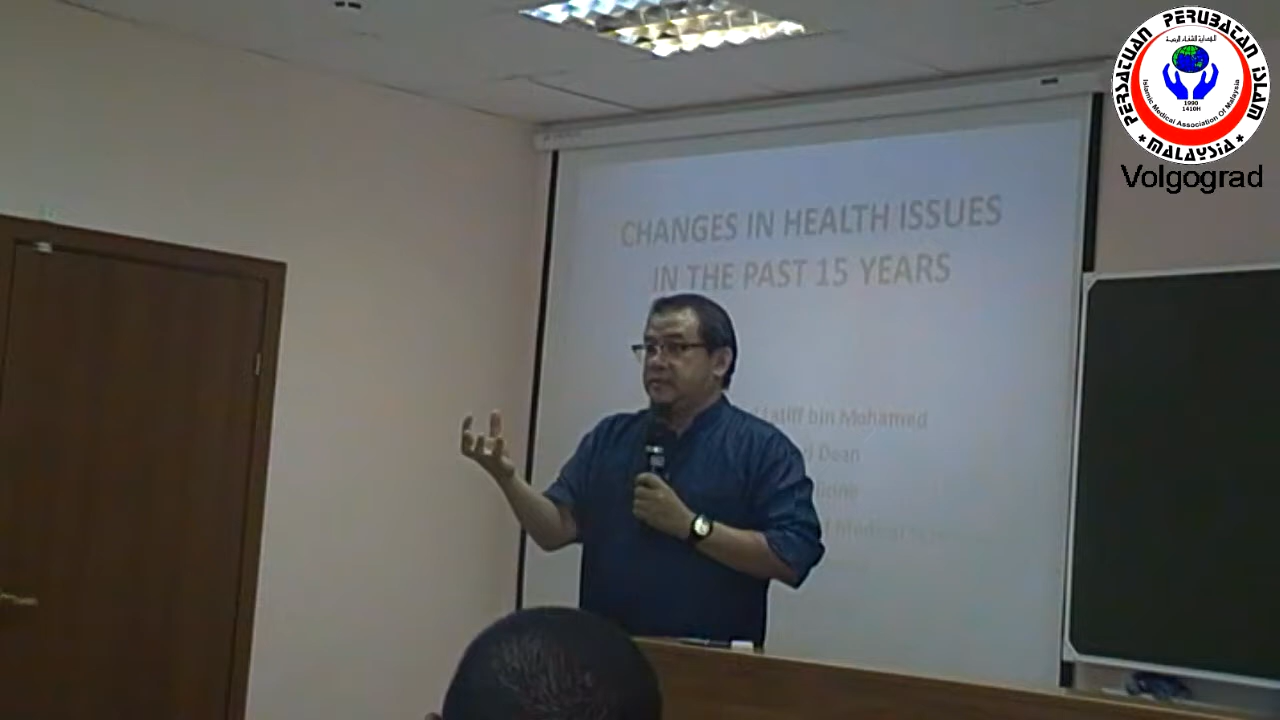 PERSATUAN PERUBATAN ISLAM
MALAYSIA
Islamic Medical Association Of Malaysia
1990
1410H
Volgograd
CHANGES IN HEALTH ISSUES
IN THE PAST 15 YEARS
bin Mohamed
Dean